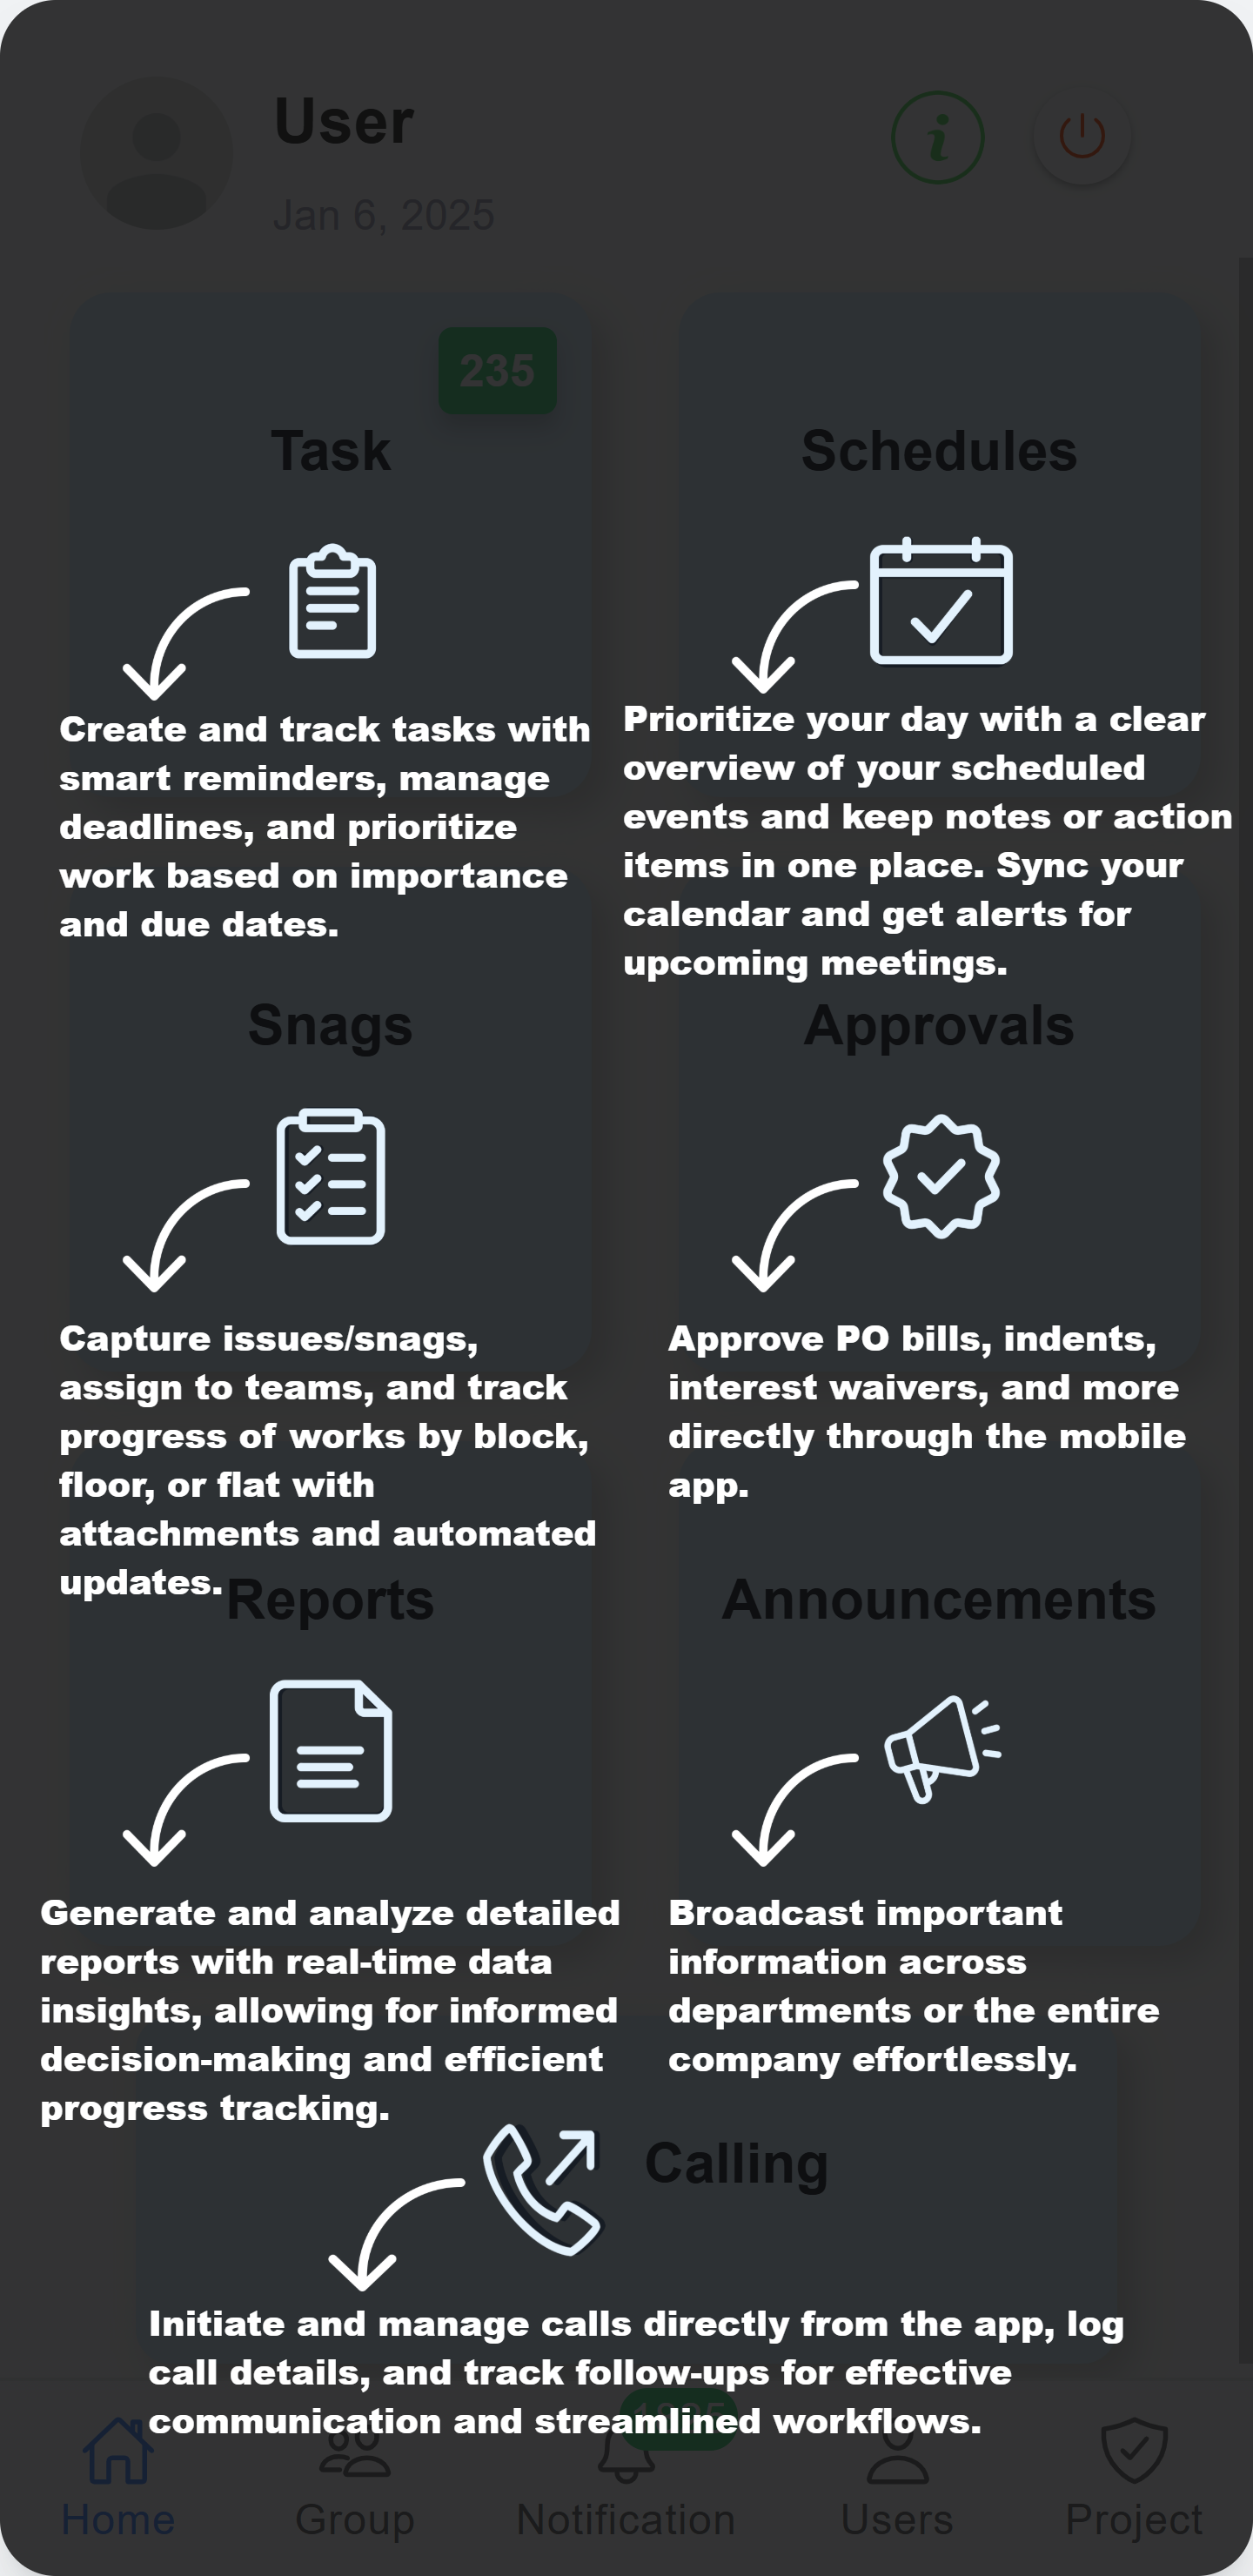 User
Jan 6, 2025
235
Task
Schedules
Create and track tasks with
smart reminders, manage
deadlines, and prioritize
work based on importance
and due dates.
Prioritize your day with a clear
overview of your scheduled
events and keep notes or action
items in one place. Sync your
calendar and get alerts for
upcoming meetings.
Snags
Approvals
Capture issues/snags,
assign to teams, and track
progress of works by block,
floor, or flat with
attachments and automated
updates.
Approve PO bills, indents,
interest waivers, and more
directly through the mobile
app.
Reports
Announcements
Generate and analyze detailed
reports with real-time data
insights, allowing for informed
decision-making and efficient
progress tracking.
Broadcast important
information across
departments or the entire
company effortlessly.
Calling
Initiate and manage calls directly from the app, log
call details, and track follow-ups for effective
communication and streamlined workflows.
Home
Group
Notification
Users
Project